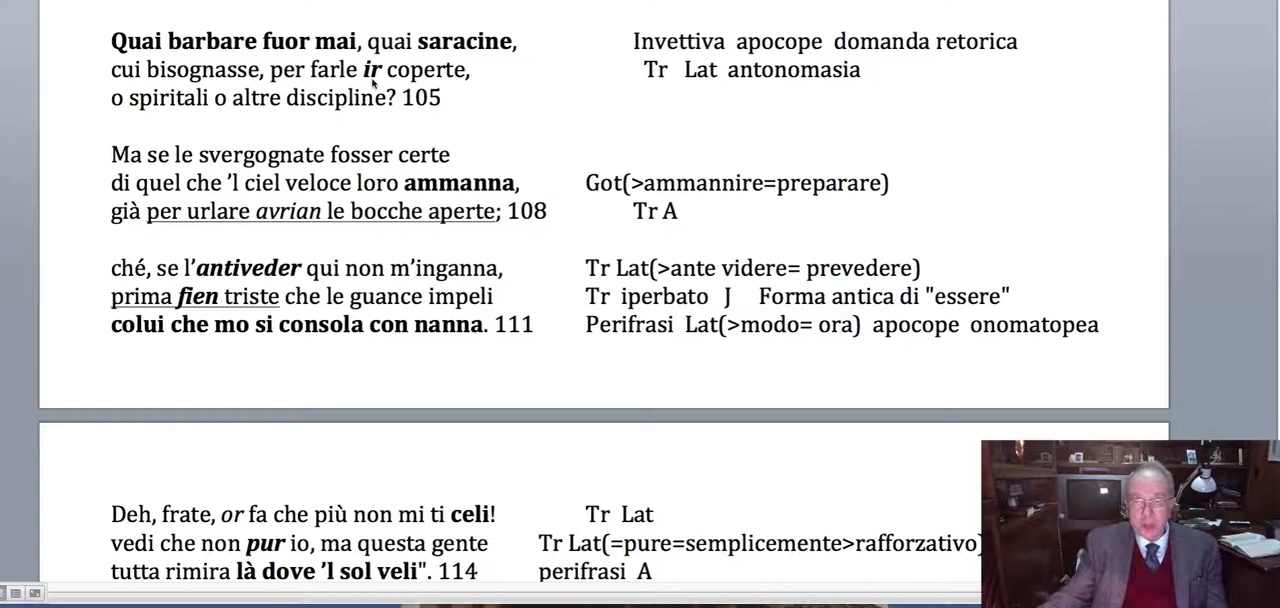 Quai barbare fuor mai, quai saracine, Invettiva apocope domanda retorica
cui bisognasse, per farle ir coperte, Tr Lat antonomasia
o spiritali o altre discipline? 105
Ma se le svergognate fosser certe
di quel che 'l ciel veloce loro ammanna, Got(>ammannire=preparare)
già per urlare avrian le bocche aperte; 108 Tr A
ché, se l'antiveder qui non m'inganna, Tr Lat(>ante videre= prevedere)
prima fien triste che le guance impeli Tr iperbato J Forma antica di "essere"
colui che mo si consola con nanna. 111 Perifrasi Lat(>modo= ora) apocope onomatopea
Deh, frate, or fa che più non mi ti celi! Tr Lat
vedi che non pur io, ma questa gente Tr Lat(=pure=semplicemente>rafforzativo)
tutta rimira là dove 'l sol veli". 114 perifrasi A